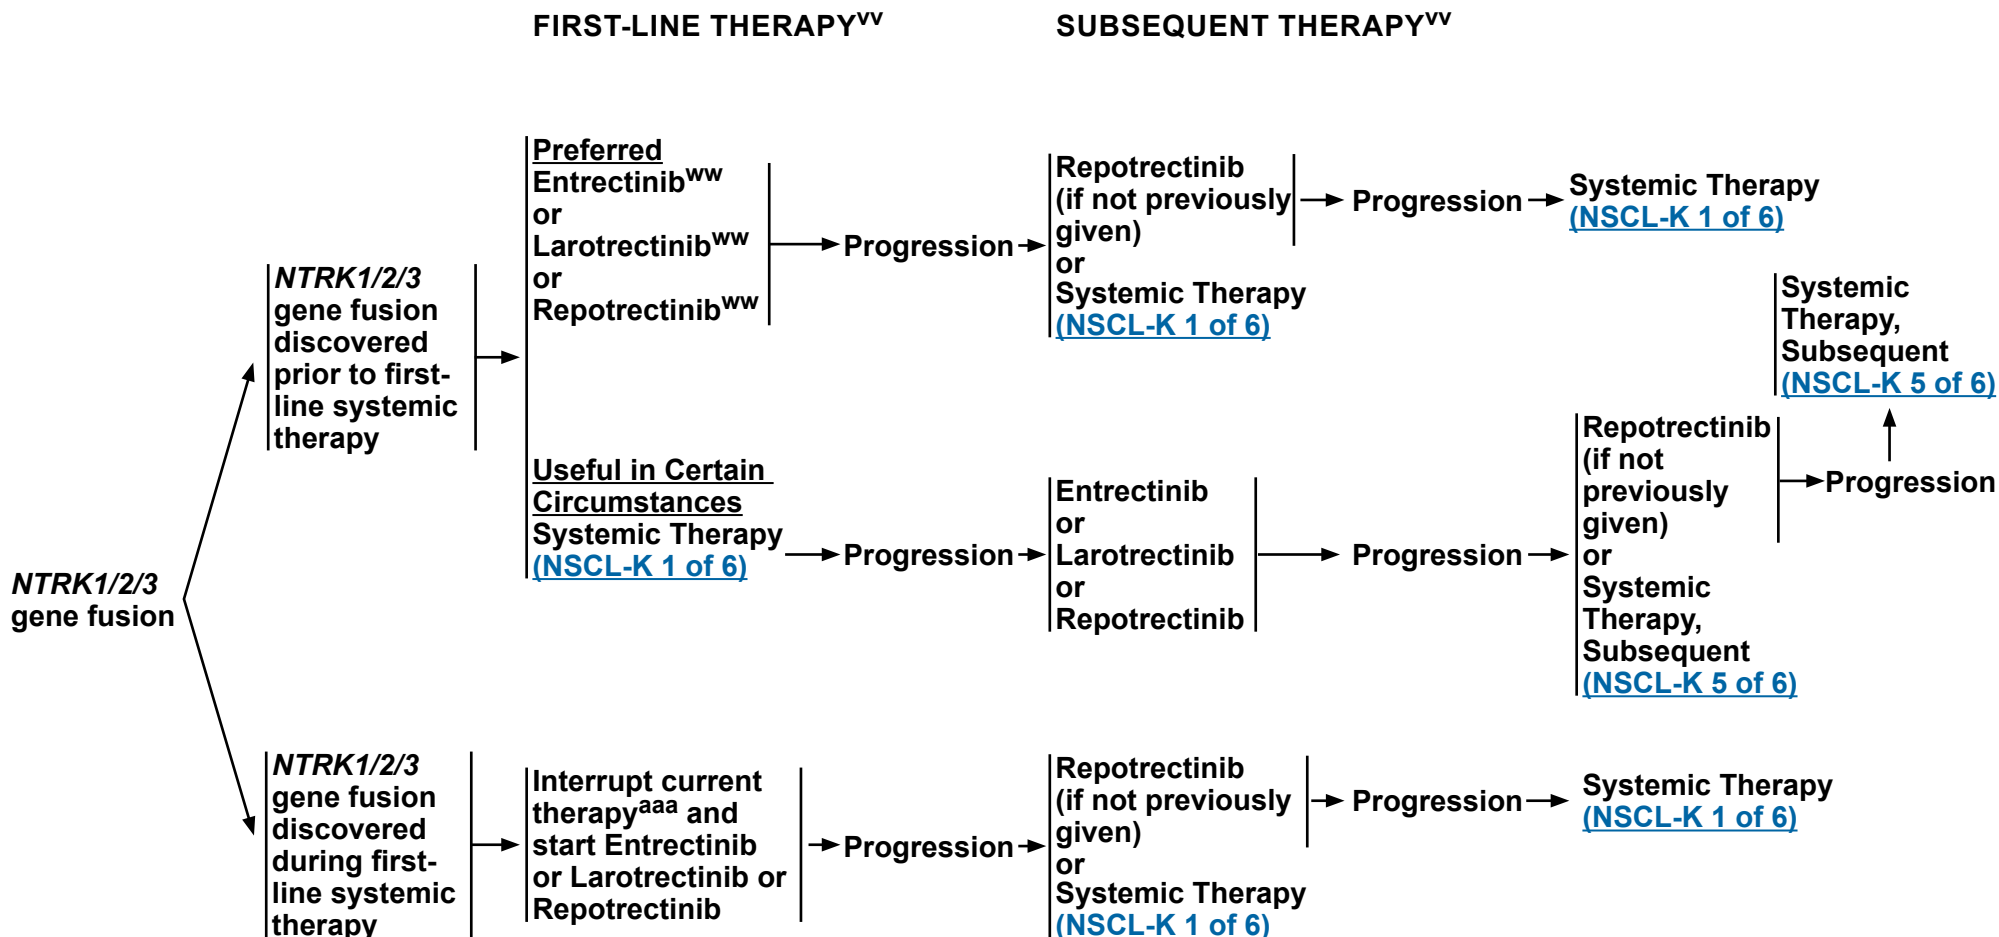 FIRST-LINE THERAPYvv
SUBSEQUENT THERAPYvv
NTRK1/2/3
gene fusion
NTRK1/2/3
gene fusion
discovered
prior to first-
line systemic
therapy
Preferred
Entrectinibww
or
Larotrectinibww
or
Repotrectinibww
Progression
Repotrectinib
(if not previously
given)
or
Systemic Therapy
(NSCL-K 1 of 6)
Progression
Systemic Therapy
(NSCL-K 1 of 6)
Useful in Certain
Circumstances
Systemic Therapy
(NSCL-K 1 of 6)
Progression
Entrectinib
or
Larotrectinib
or
Repotrectinib
Progression
Repotrectinib
(if not
previously
given)
or
Systemic
Therapy,
Subsequent
(NSCL-K 5 of 6)
Progression
Systemic
Therapy,
Subsequent
(NSCL-K 5 of 6)
NTRK1/2/3
gene fusion
discovered
during first-
line systemic
therapy
Interrupt current
therapyaaa and
start Entrectinib
or Larotrectinib or
Repotrectinib
Progression
Repotrectinib
(if not previously
given)
or
Systemic Therapy
(NSCL-K 1 of 6)
Progression
Systemic Therapy
(NSCL-K 1 of 6)